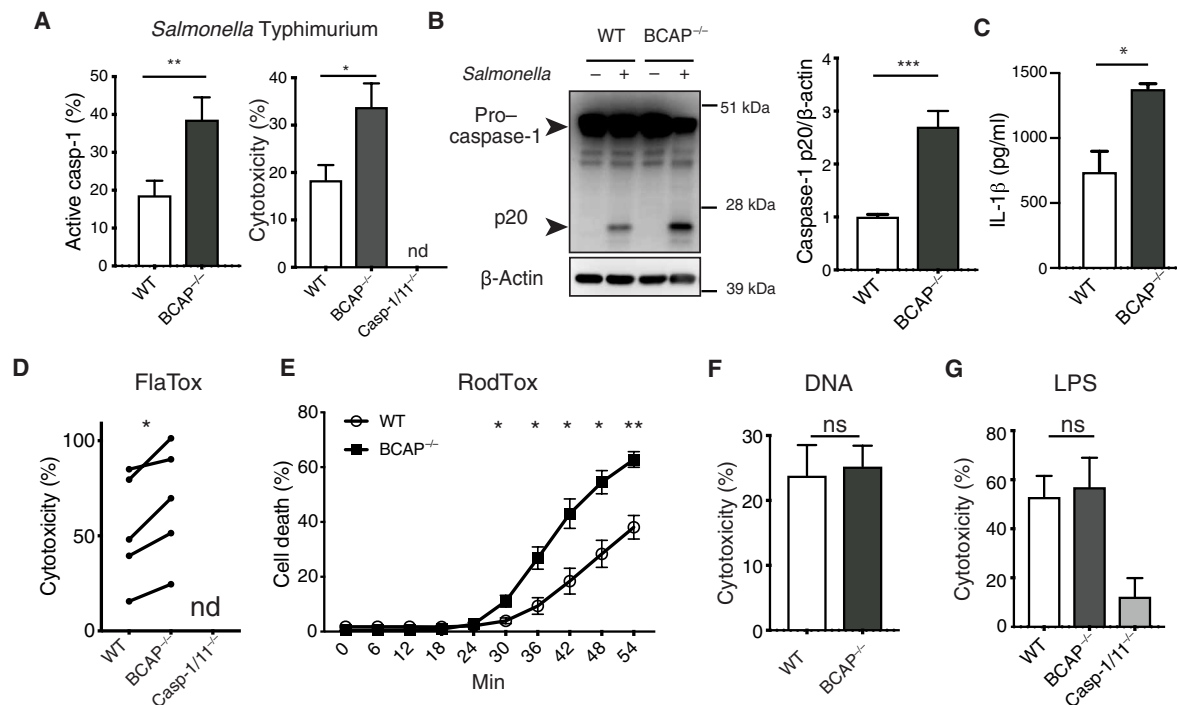 A
Salmonella Typhimurium
**
Active casp-1 (%)
50
40
30
20
10
0
WT
BCAP–/–
*
Cytotoxicity (%)
40
30
20
10
0
nd
WT
BCAP–/–
Casp-1/11–/–
B
WT BCAP–/–
Salmonella – + – +
51 kDa
Pro–
caspase-1
28 kDa
p20
β-Actin
39 kDa
***
Caspase-1 p20/β-actin
4
3
2
1
0
WT
BCAP–/–
C
*
IL-1β (pg/ml)
1500
1000
500
0
WT
BCAP–/–
D
FlaTox
*
Cytotoxicity (%)
100
50
0
nd
WT
BCAP–/–
Casp-1/11–/–
E
RodTox
WT
BCAP–/–
* * * * **
Cell death (%)
80
60
40
20
0
0 6 12 18 24 30 36 42 48 54
Min
F
DNA
ns
Cytotoxicity (%)
30
20
10
0
WT
BCAP–/–
G
LPS
ns
Cytotoxicity (%)
80
60
40
20
0
WT
BCAP–/–
Casp-1/11–/–